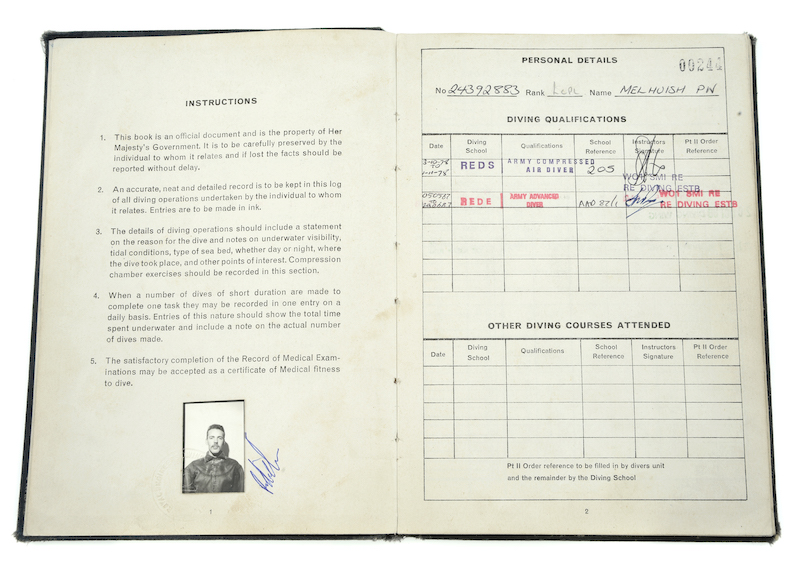 INSTRUCTIONS
1. This book is an official document and is the property of Her
Majesty's Government. It is to be carefully preserved by the
individual to whom it relates and if lost the facts should be
reported without delay.
2. An accurate, neat and detailed record is to be kept in this log
of all diving operations undertaken by the individual to whom
it relates. Entries are to be made in ink.
3. The details of diving operations should include a statement
on the reason for the dive and notes on underwater visibility,
tidal conditions, type of sea bed, whether day or night, where
the dive took place, and other points of interest. Compression
chamber exercises should be recorded in this section.
4. When a number of dives of short duration are made to
complete one task they may be recorded in one entry on a
daily basis. Entries of this nature should show the total time
spent underwater and include a note on the actual number
of dives made.
5. The satisfactory completion of the Record of Medical Exam-
inations may be accepted as a certificate of Medical fitness
to dive.
1
PERSONAL DETAILS
00244
No 24392883 Rank LCPL Name MELHUISH PW
DIVING QUALIFICATIONS
Date Diving School Qualifications School Reference Instructors Signature Pt II Order Reference
REDS ARMY COMPRESSED AIR DIVER 205
WO1 SMI RE
RE DIVING ESTB
REDE ARMY ADVANCED DIVER AAD 87/1
WO1 SMI RE
RE DIVING ESTB
OTHER DIVING COURSES ATTENDED
Date Diving School Qualifications School Reference Instructors Signature Pt II Order Reference
Pt II Order reference to be filled in by divers unit
and the remainder by the Diving School
2